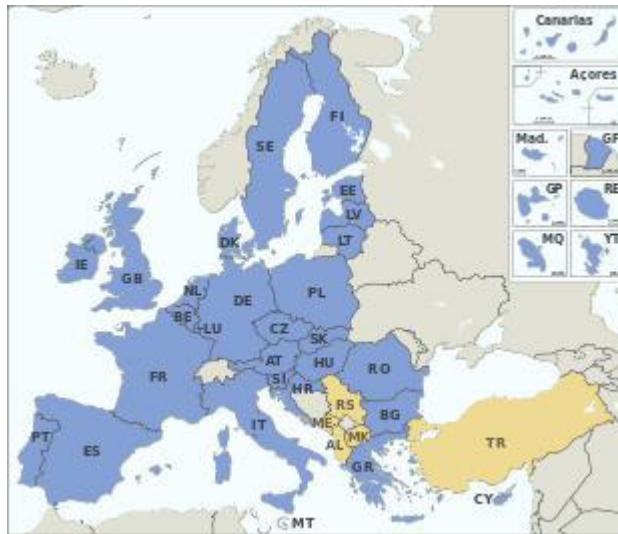 Canarias
Açores
Mad.
GF
GP
RE
MQ
YT
FI
SE
EE
LV
LT
DK
IE
GB
NL
DE
PL
BE
LU
CZ
SK
FR
AT
HU
RO
SI
HR
RS
BG
IT
ME
MK
AL
PT
ES
GR
TR
CY
MT